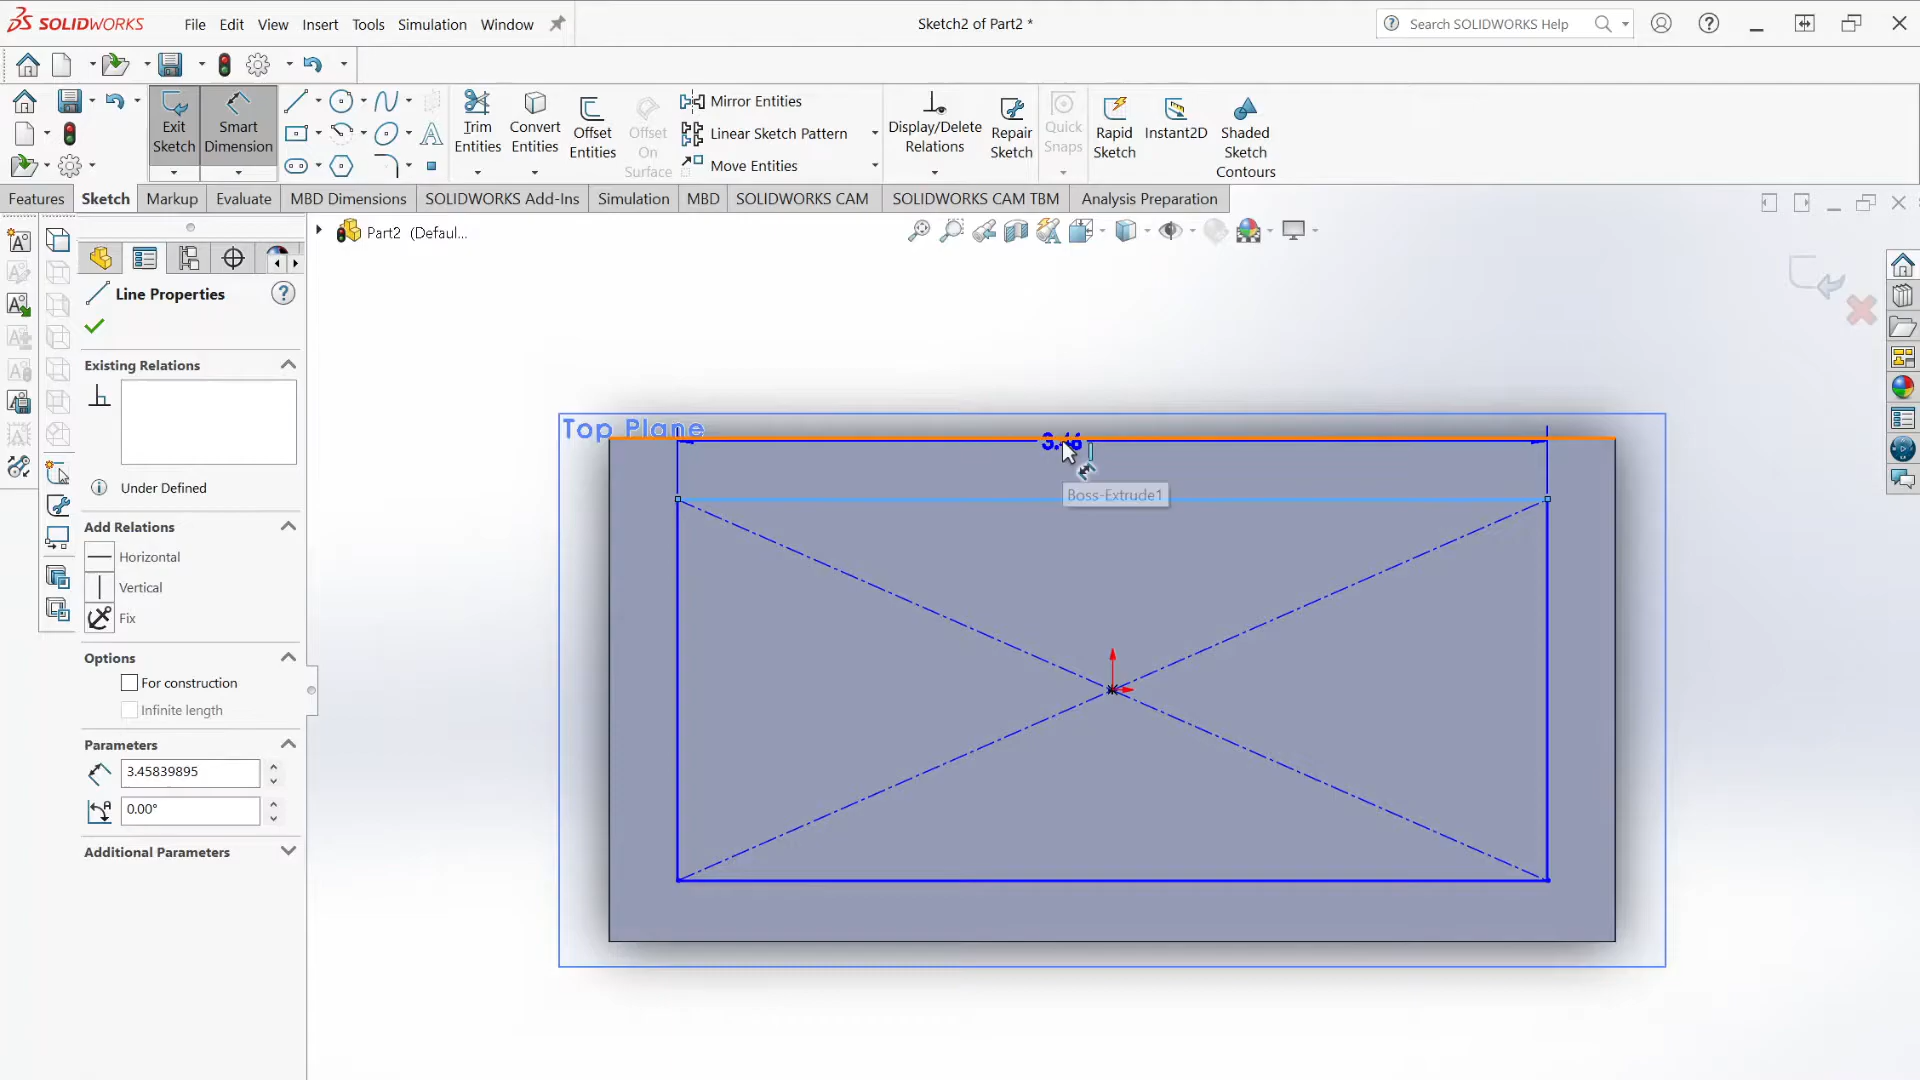 SOLIDWORKS File Edit View Insert Tools Simulation Window Sketch2 of Part2 * Search SOLIDWORKS Help
Exit Sketch
Smart Dimension
Trim Entities
Convert Entities
Offset Entities
Offset On Surface
Mirror Entities
Linear Sketch Pattern
Move Entities
Display/Delete Relations
Repair Sketch
Quick Snaps
Rapid Sketch
Instant2D
Shaded Sketch Contours
Features Sketch Markup Evaluate MBD Dimensions SOLIDWORKS Add-Ins Simulation MBD SOLIDWORKS CAM SOLIDWORKS CAM TBM Analysis Preparation
Part2 (Defaul...
Line Properties
Existing Relations
Under Defined
Add Relations
Horizontal
Vertical
Fix
Options
For construction
Infinite length
Parameters
3.45839895
0.00°
Additional Parameters
Top Plane
3.46
Boss-Extrude1